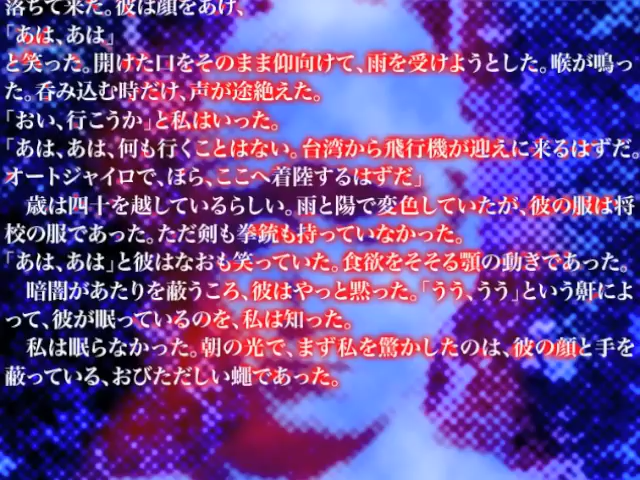 落ちて来た。彼は顔をあげ、
「あは、あは」
と笑った。開けた口をそのまま仰向けて、雨を受けようとした。喉が鳴っ
た。呑み込む時だけ、声が途絶えた。
「おい、行こうか」と私はいった。
「あは、あは、何も行くことはない。台湾から飛行機が迎えに来るはずだ。
オートジャイロで、ほら、ここへ着陸するはずだ」
　歳は四十を越しているらしい。雨と陽で変色していたが、彼の服は将
校の服であった。ただ剣も拳銃も持っていなかった。
「あは、あは」と彼はなおも笑っていた。食欲をそそる顎の動きであった。
　暗闇があたりを蔽うころ、彼はやっと黙った。「うう、うう」という鼾によ
って、彼が眠っているのを、私は知った。
　私は眠らなかった。朝の光で、まず私を驚かしたのは、彼の顔と手を
蔽っている、おびただしい蠅であった。